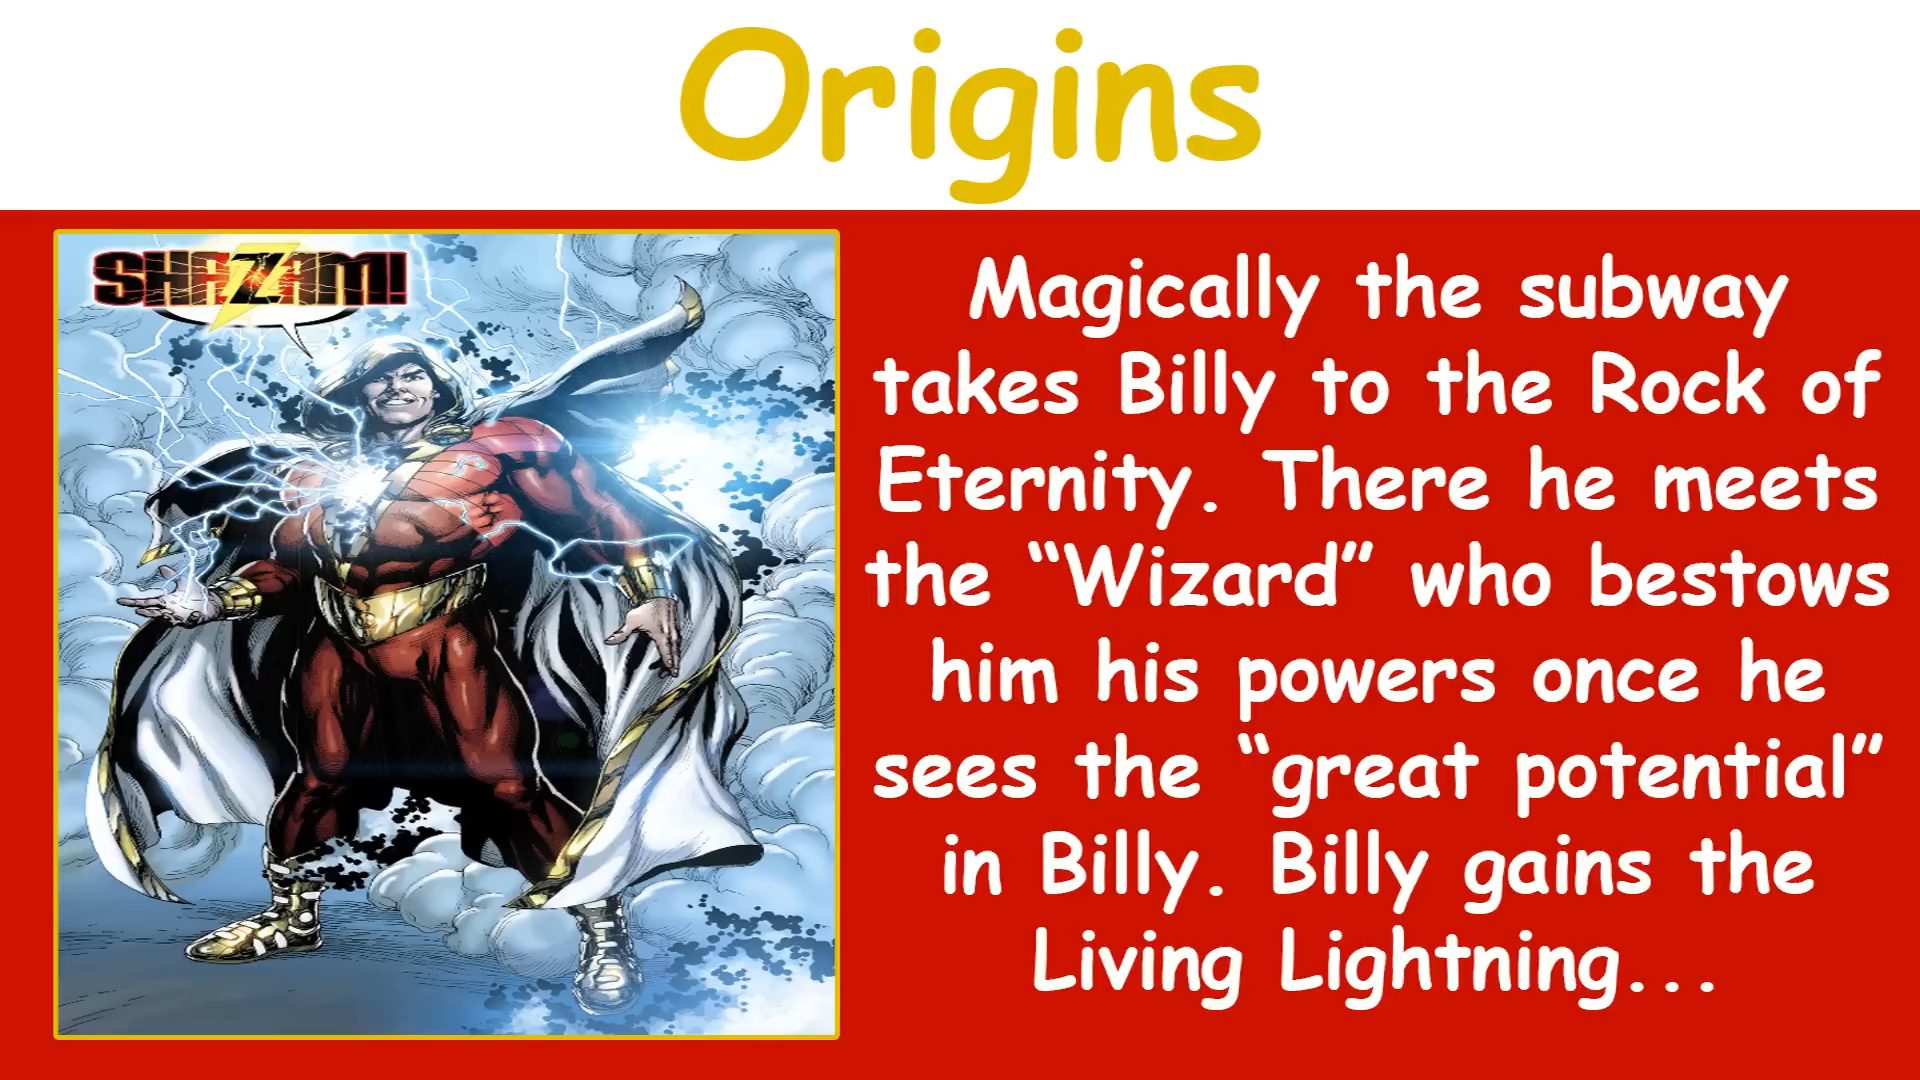 Origins
SHAZAM!
Magically the subway
takes Billy to the Rock of
Eternity. There he meets
the “Wizard” who bestows
him his powers once he
sees the “great potential”
in Billy. Billy gains the
Living Lightning...